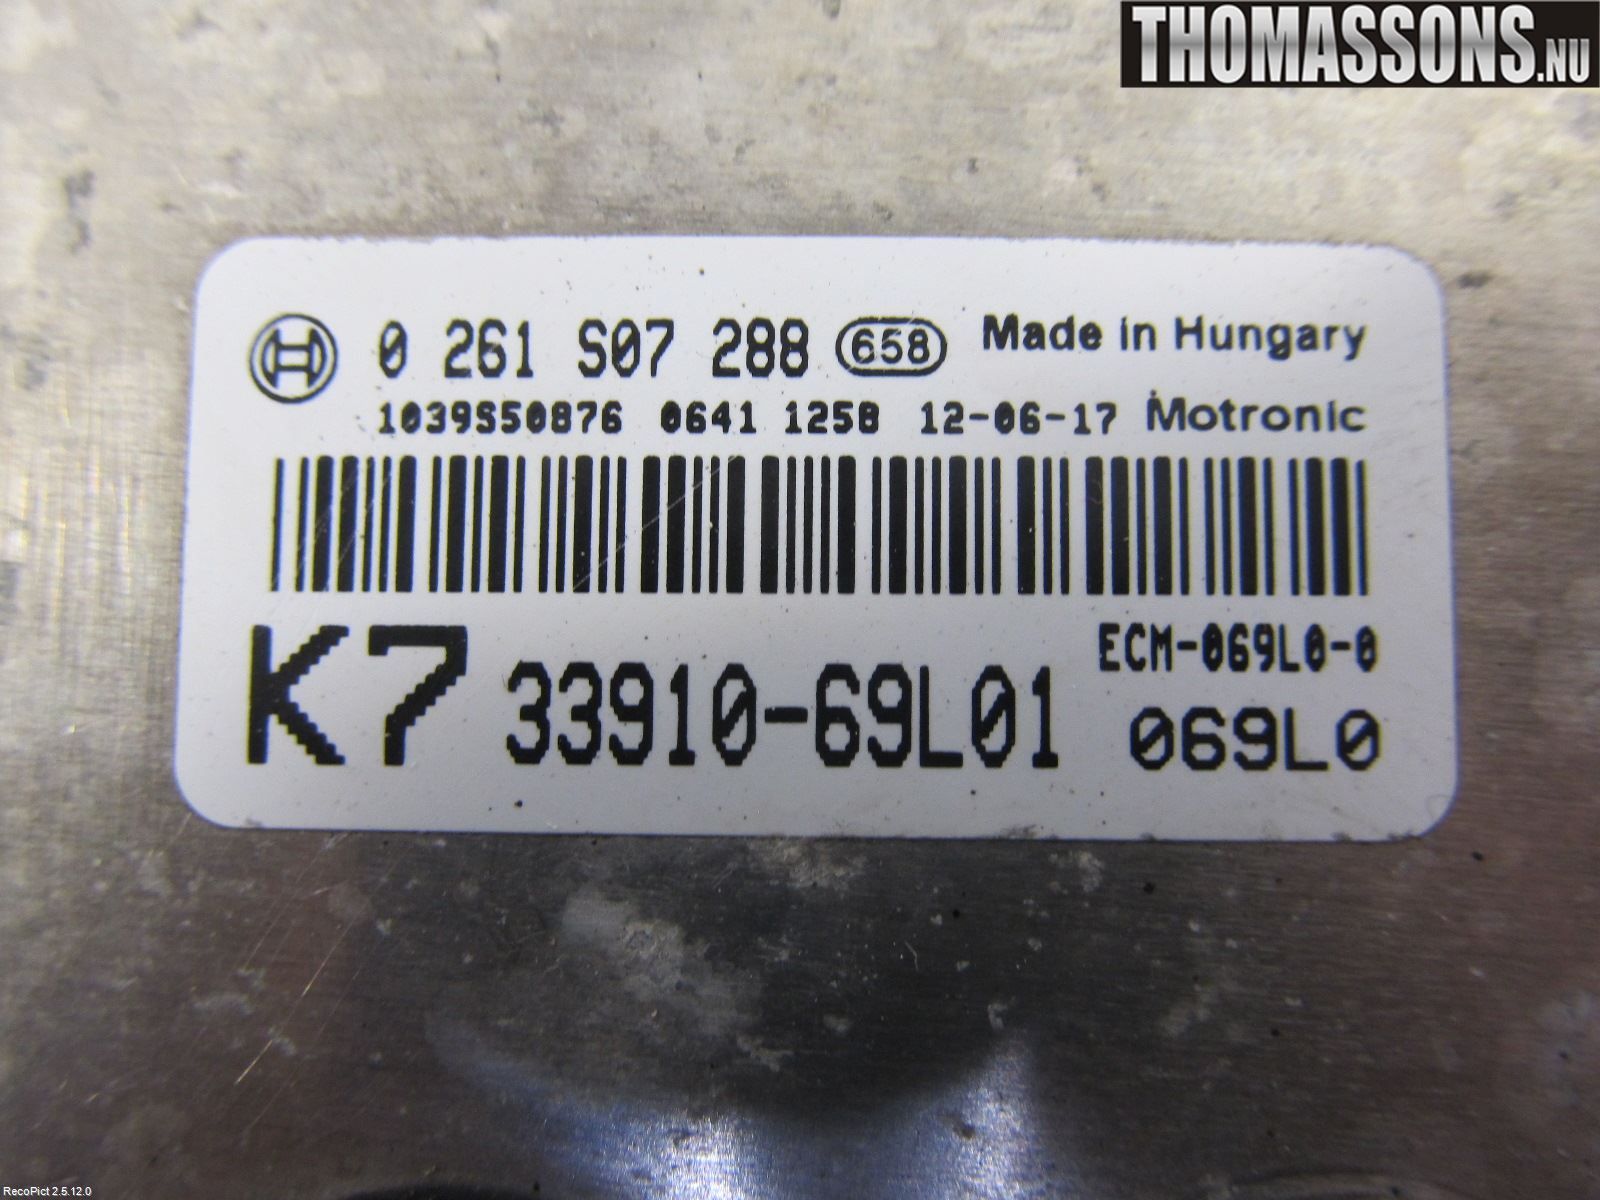 THOMASSONS.NU
0 261 S07 288 658 Made in Hungary
1039S50876 0641 1258 12-06-17 Motronic
K7 33910-69L01 ECM-069L0-0
069L0
RecoPict 2.5.12.0